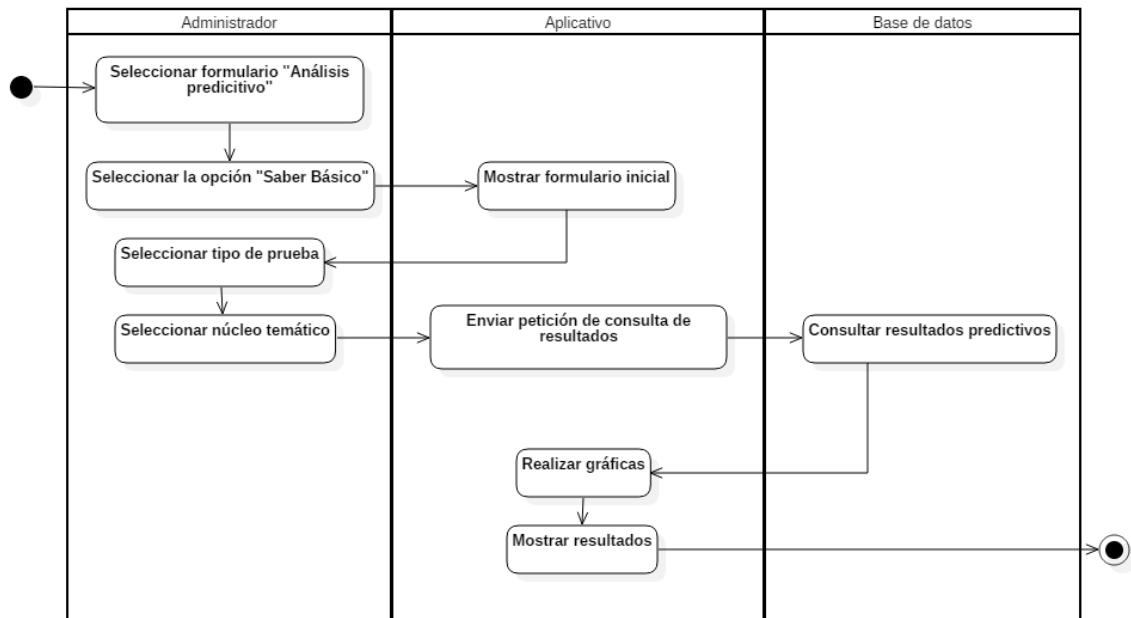 Administrador
Aplicativo
Base de datos
Seleccionar formulario "Análisis
predicitivo"
Seleccionar la opción "Saber Básico"
Mostrar formulario inicial
Seleccionar tipo de prueba
Seleccionar núcleo temático
Enviar petición de consulta de
resultados
Consultar resultados predictivos
Realizar gráficas
Mostrar resultados